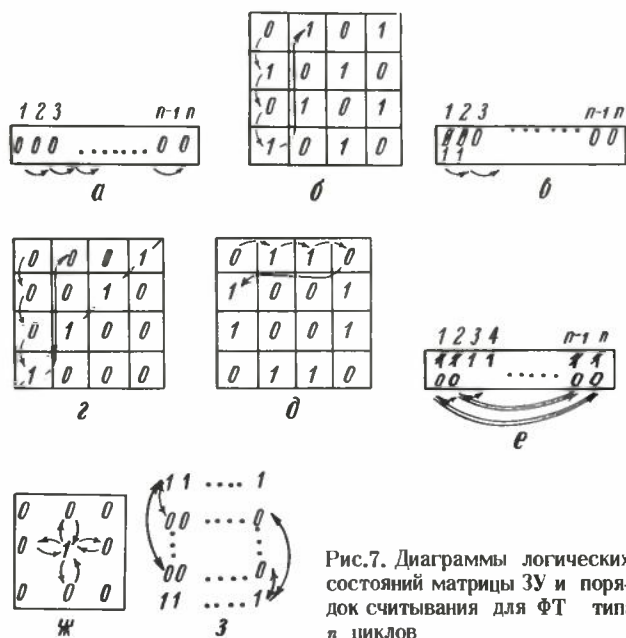 0 1 0 1
1 0 1 0
0 1 0 1
1 0 1 0
1 2 3 n-1 n
0 0 0 ....... 0 0
а
б
1 2 3 n-1 n
0 0 0 ...... 0 0
1 1
в
0 0 0 1
0 0 1 0
0 1 0 0
1 0 0 0
г
0 1 1 0
1 0 0 1
1 0 0 1
0 1 1 0
д
1 2 3 4 n-1 n
1 1 1 1 ..... 1 1
0 0 0 0
е
0 0 0
0 1 0
0 0 0
ж
1 1 .... 1
0 0 .... 0
0 0 .... 0
1 1 .... 1
з
Рис.7. Диаграммы логических
состояний матрицы ЗУ и поря-
док считывания для ФТ типа
n циклов